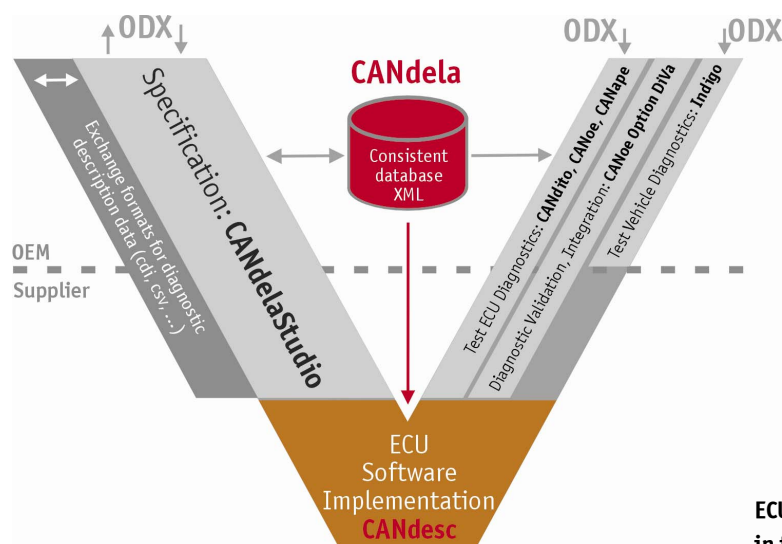 ODX
ODX
ODX
CANdela
Consistent
database
XML
Exchange formats for diagnostic
description data (cdi, csv, ...)
Specification: CANdelaStudio
Test ECU Diagnostics: CANdito, CANoe, CANape
Diagnostic Validation, Integration: CANoe Option DiVa
Test Vehicle Diagnostics: Indigo
OEM
Supplier
ECU
Software
Implementation
CANdesc
ECU